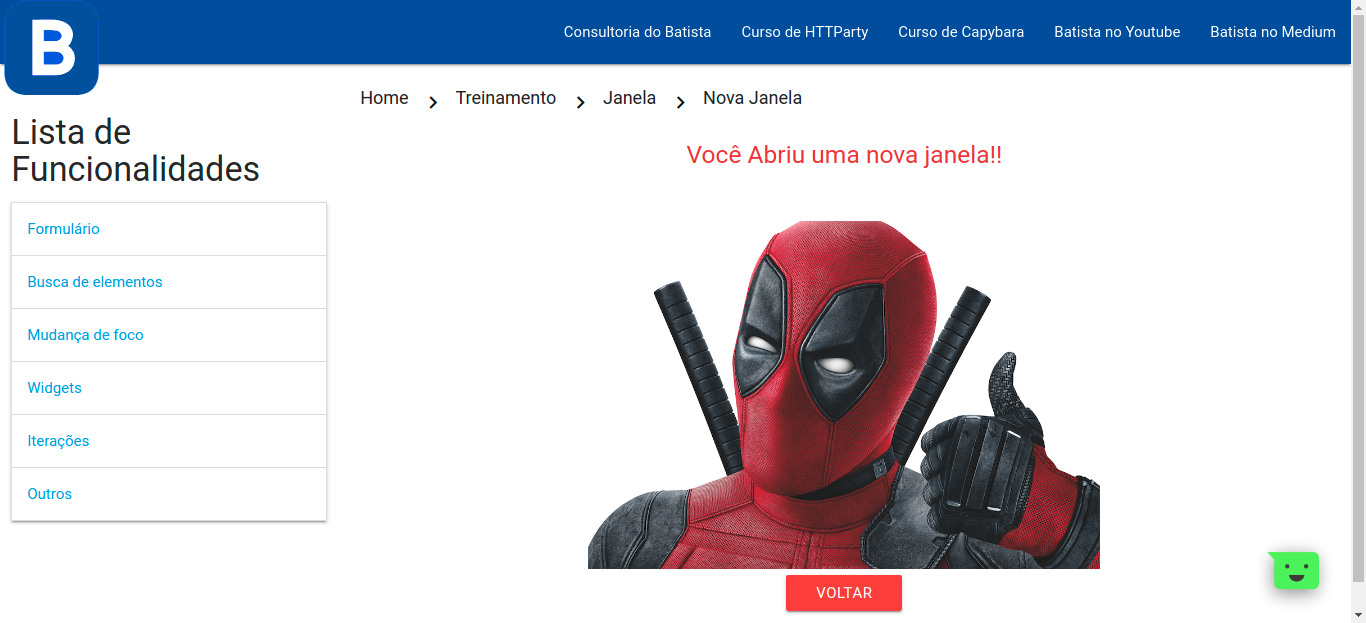 B
Consultoria do Batista
Curso de HTTParty
Curso de Capybara
Batista no Youtube
Batista no Medium
Home
Treinamento
Janela
Nova Janela
Lista de
Funcionalidades
Formulário
Busca de elementos
Mudança de foco
Widgets
Iterações
Outros
Você Abriu uma nova janela!!
VOLTAR